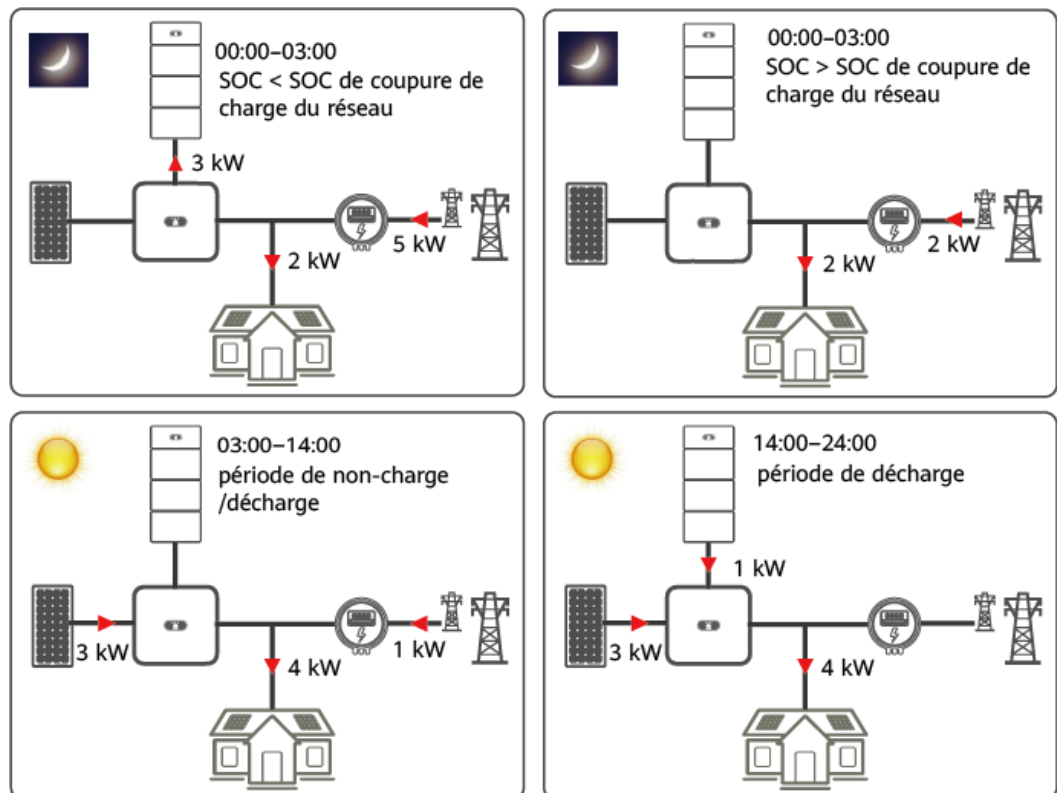 00:00–03:00
SOC < SOC de coupure de
charge du réseau
3 kW
5 kW
2 kW
00:00–03:00
SOC > SOC de coupure de
charge du réseau
2 kW
2 kW
03:00–14:00
période de non-charge
/décharge
3 kW
1 kW
4 kW
14:00–24:00
période de décharge
1 kW
3 kW
4 kW